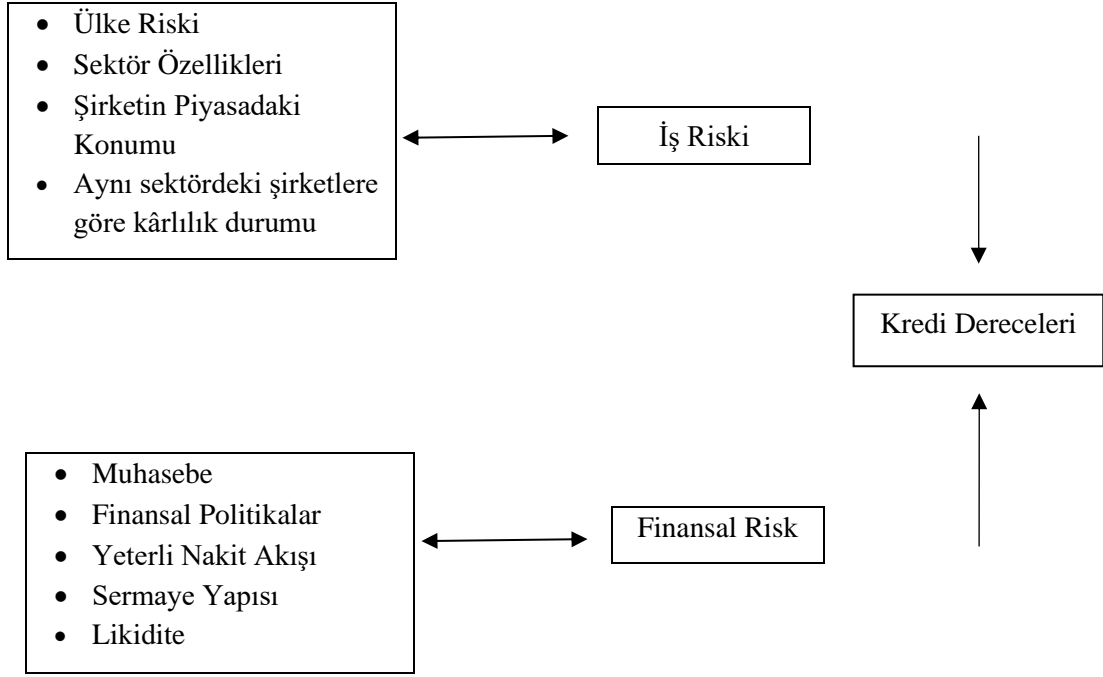 • Ülke Riski
• Sektör Özellikleri
• Şirketin Piyasadaki
Konumu
• Aynı sektördeki şirketlere
göre kârlılık durumu
İş Riski
Kredi Dereceleri
• Muhasebe
• Finansal Politikalar
• Yeterli Nakit Akışı
• Sermaye Yapısı
• Likidite
Finansal Risk